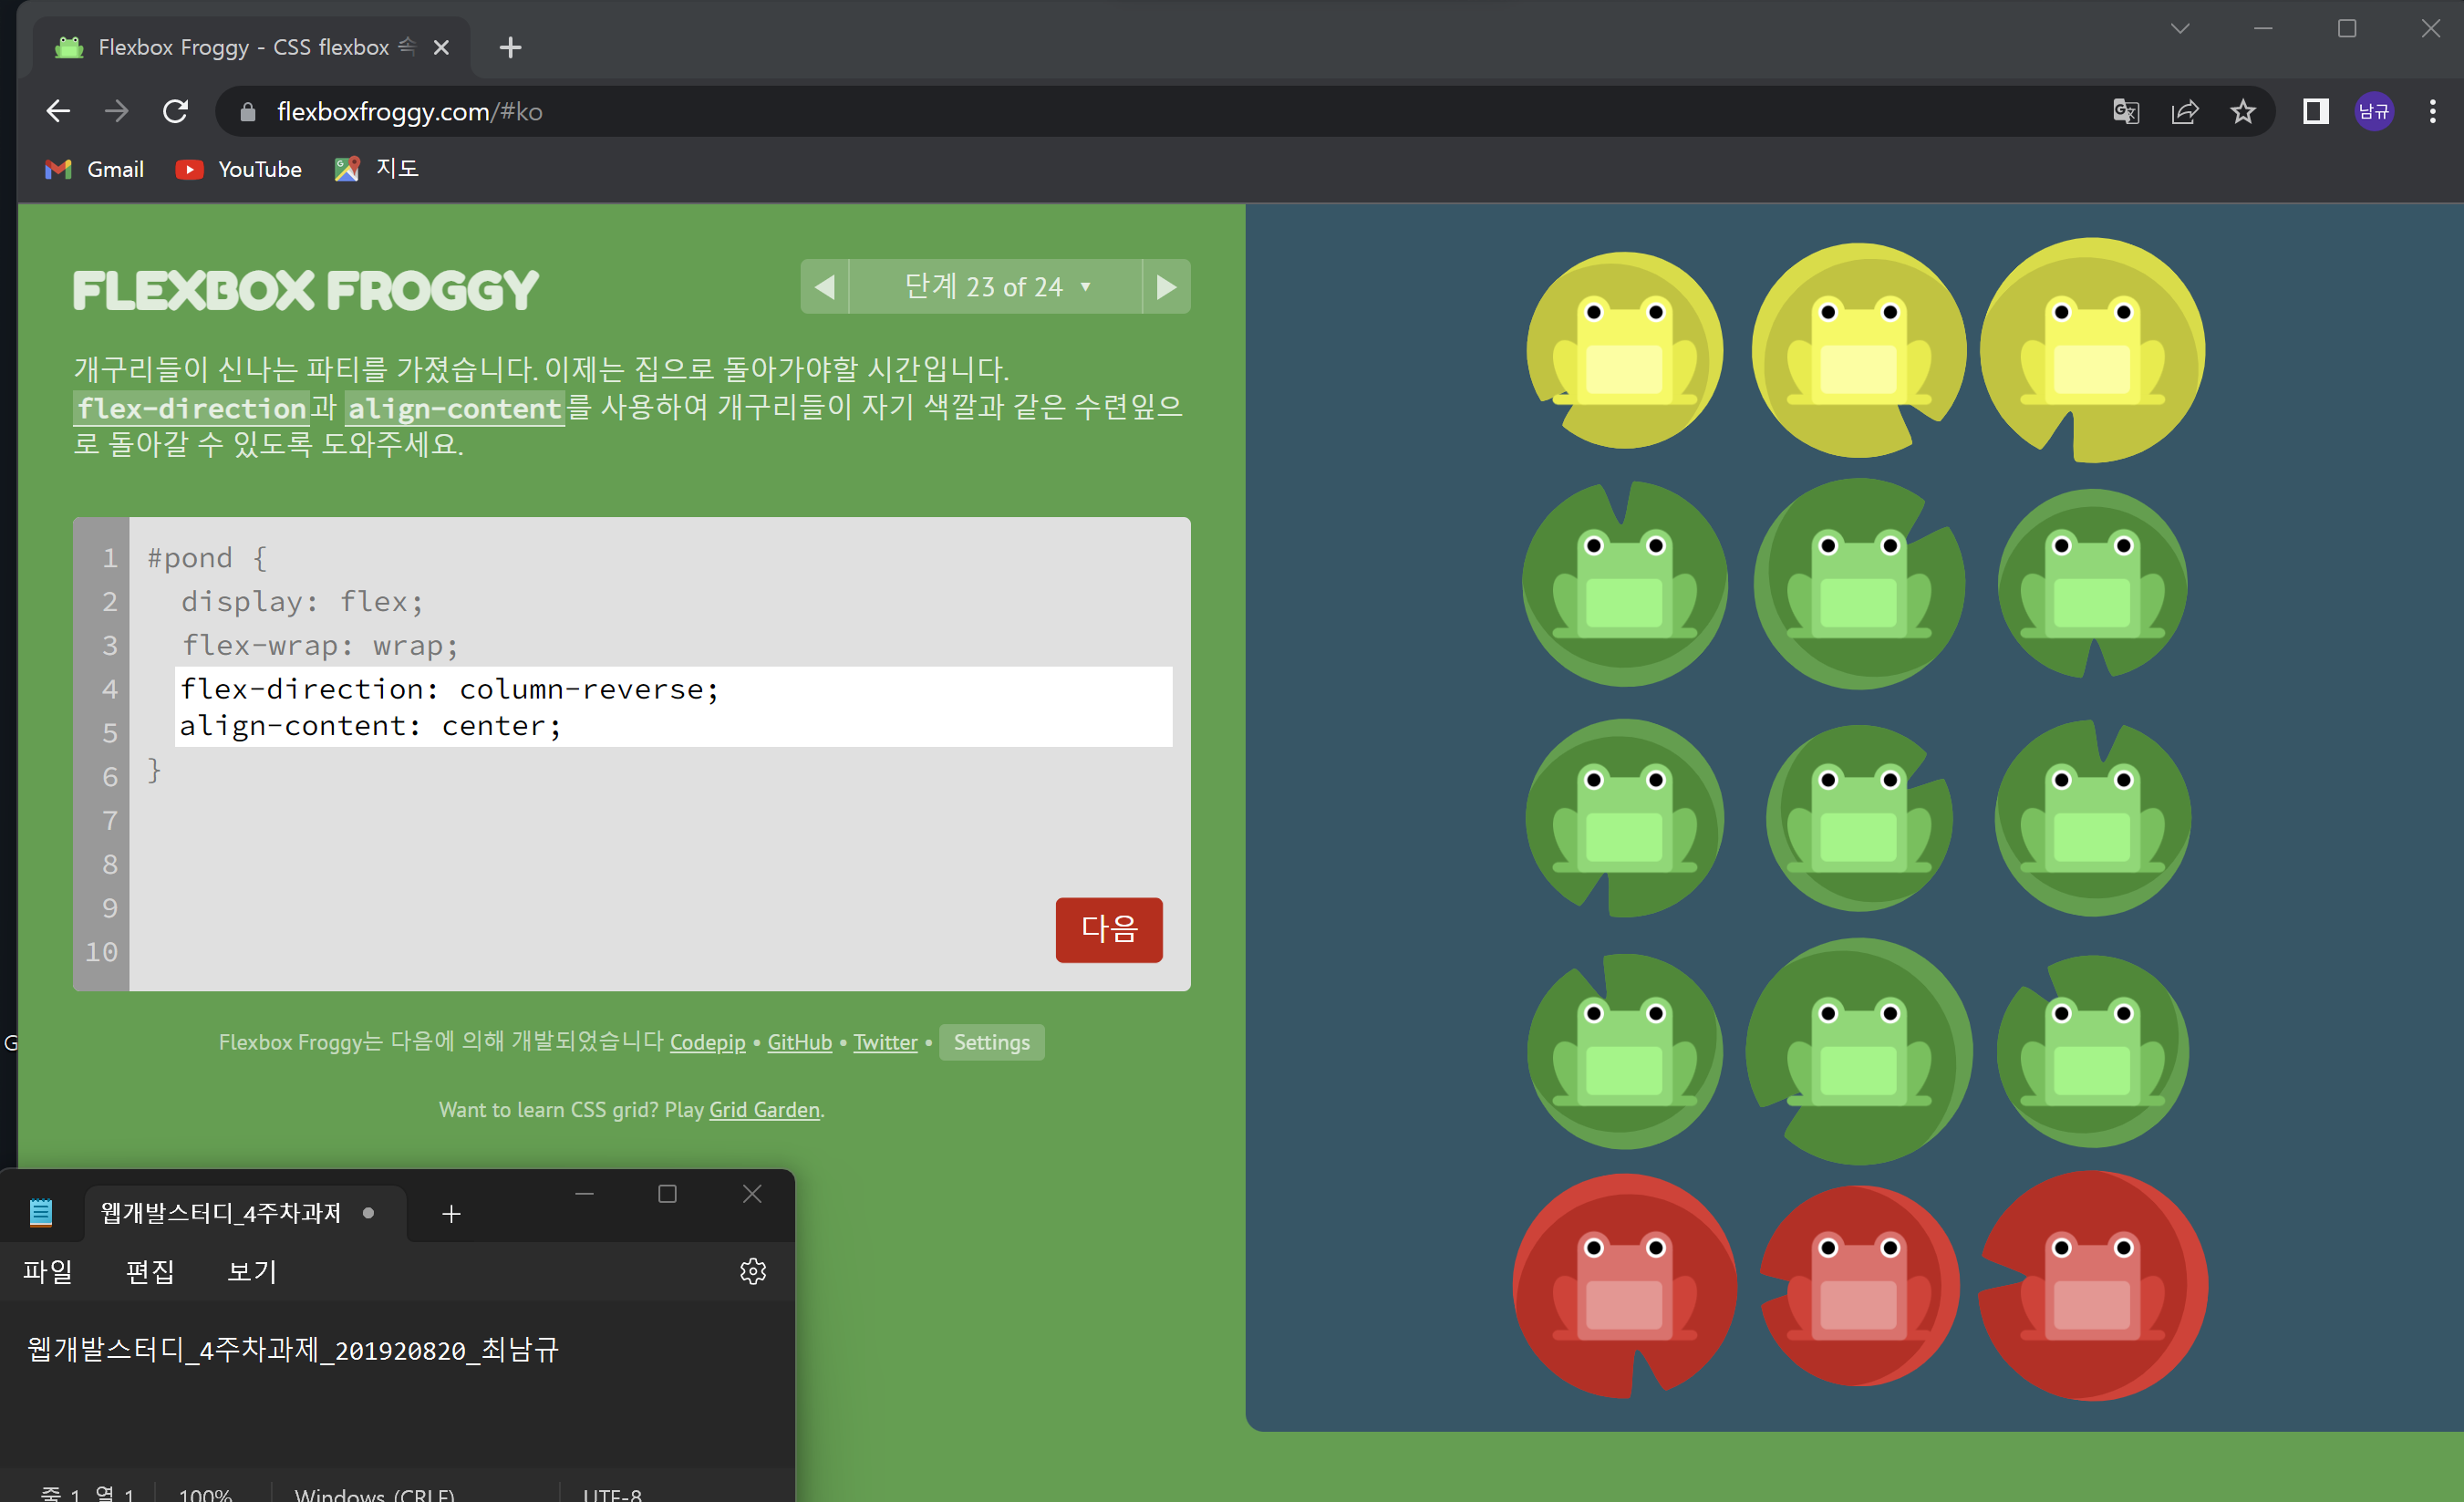 Flexbox Froggy - CSS flexbox 속
flexboxfroggy.com/#ko
남규
Gmail
YouTube
지도
FLEXBOX FROGGY
단계 23 of 24
개구리들이 신나는 파티를 가졌습니다. 이제는 집으로 돌아가야할 시간입니다.
flex-direction과 align-content를 사용하여 개구리들이 자기 색깔과 같은 수련잎으
로 돌아갈 수 있도록 도와주세요.
1 #pond {
2 display: flex;
3 flex-wrap: wrap;
4 flex-direction: column-reverse;
5 align-content: center;
6 }
7
8
9
10
다음
Flexbox Froggy는 다음에 의해 개발되었습니다 Codepip • GitHub • Twitter • Settings
G
Want to learn CSS grid? Play Grid Garden.
웹개발스터디_4주차과제
파일 편집 보기
웹개발스터디_4주차과제_201920820_최남규
줄 1, 열 1
100%
Windows (CRLF)
UTF-8